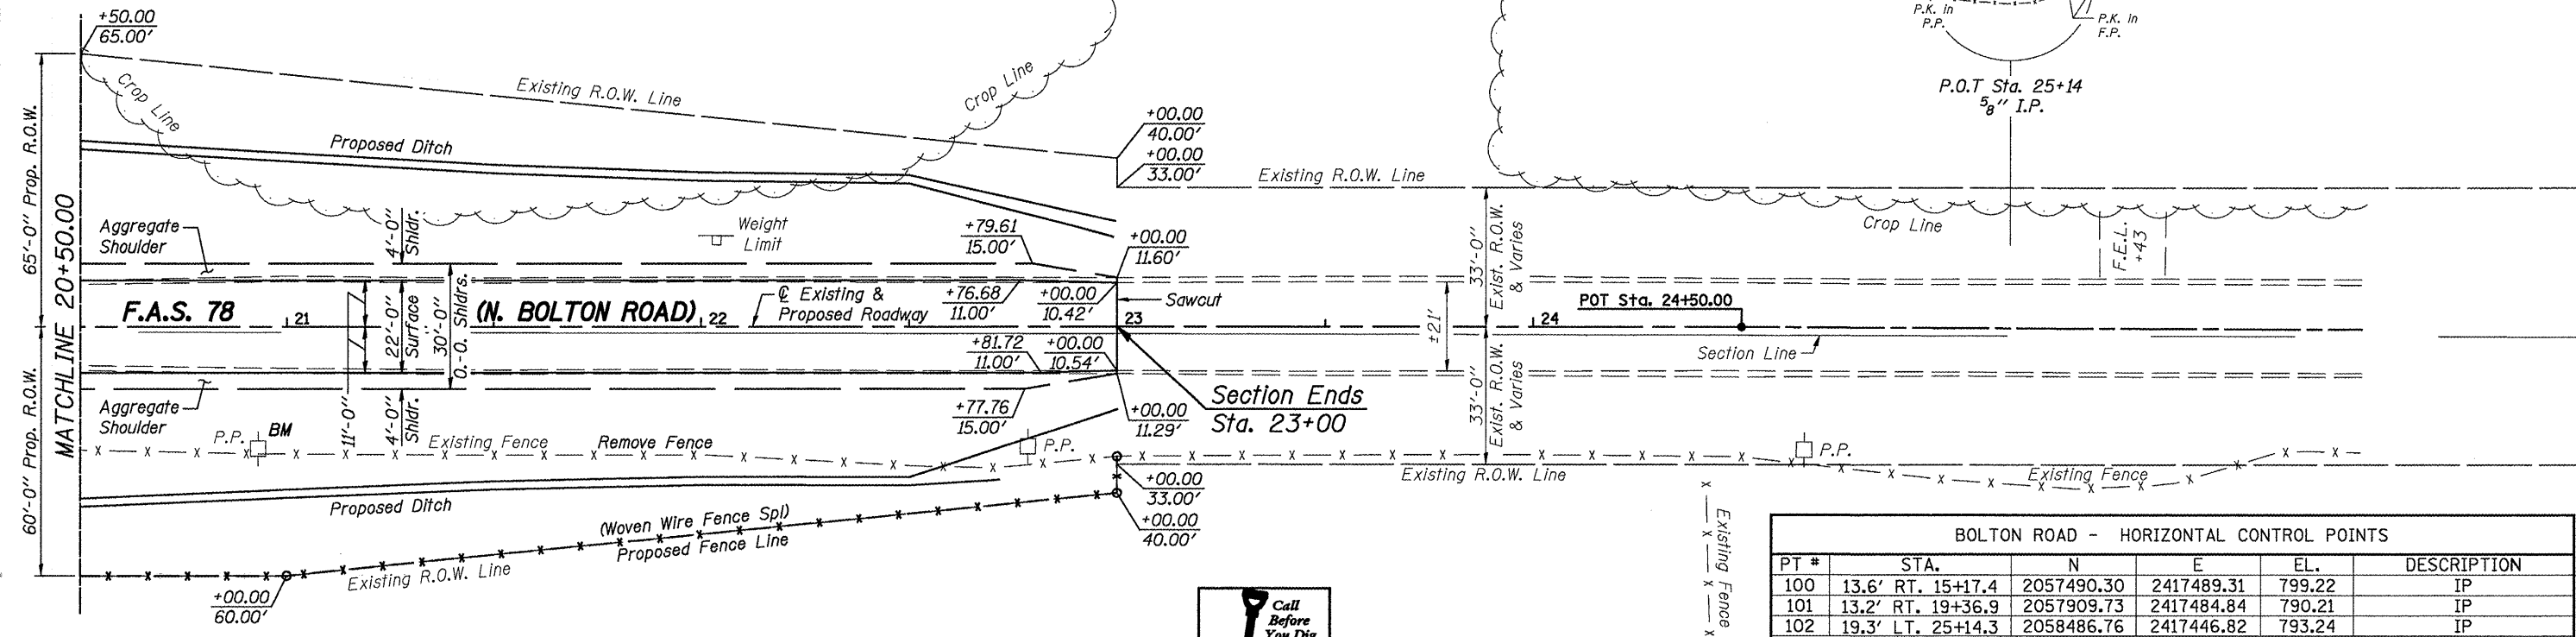 +50.00
65.00'
Crop Line
Existing R.O.W. Line
Crop Line
P.K. in
P.P.
P.K. in
F.P.
P.O.T Sta. 25+14
5/8" I.P.
65'-0" Prop. R.O.W.
60'-0" Prop. R.O.W.
MATCHLINE 20+50.00
Proposed Ditch
+00.00
40.00'
+00.00
33.00'
Existing R.O.W. Line
Crop Line
Aggregate
Shoulder
4'-0"
Shldr.
Weight
Limit
+79.61
15.00'
+00.00
11.60'
33'-0"
Exist. R.O.W.
& Varies
F.E.L.
+43
F.A.S. 78
21
11'-0"
22'-0"
Surface
30'-0"
O.-O. Shldrs.
(N. BOLTON ROAD)
22
℄ Existing &
Proposed Roadway
+76.68
11.00'
+00.00
10.42'
Sawcut
23
±21'
24
POT Sta. 24+50.00
Section Line
+81.72
11.00'
+00.00
10.54'
Section Ends
Sta. 23+00
33'-0"
Exist. R.O.W.
& Varies
Aggregate
Shoulder
4'-0"
Shldr.
+77.76
15.00'
+00.00
11.29'
P.P.
BM
Existing Fence
Remove Fence
P.P.
P.P.
Existing R.O.W. Line
Existing Fence
+00.00
33.00'
+00.00
40.00'
Proposed Ditch
(Woven Wire Fence Spl)
Proposed Fence Line
Existing R.O.W. Line
+00.00
60.00'
Existing Fence
Call
Before
You Dig
BOLTON ROAD - HORIZONTAL CONTROL POINTS
PT # STA. N E EL. DESCRIPTION
100 13.6' RT. 15+17.4 2057490.30 2417489.31 799.22 IP
101 13.2' RT. 19+36.9 2057909.73 2417484.84 790.21 IP
102 19.3' LT. 25+14.3 2058486.76 2417446.82 793.24 IP